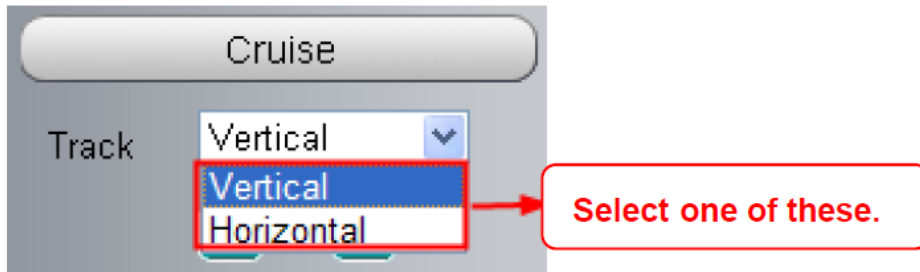 Cruise
Track Vertical
Vertical
Horizontal
Select one of these.